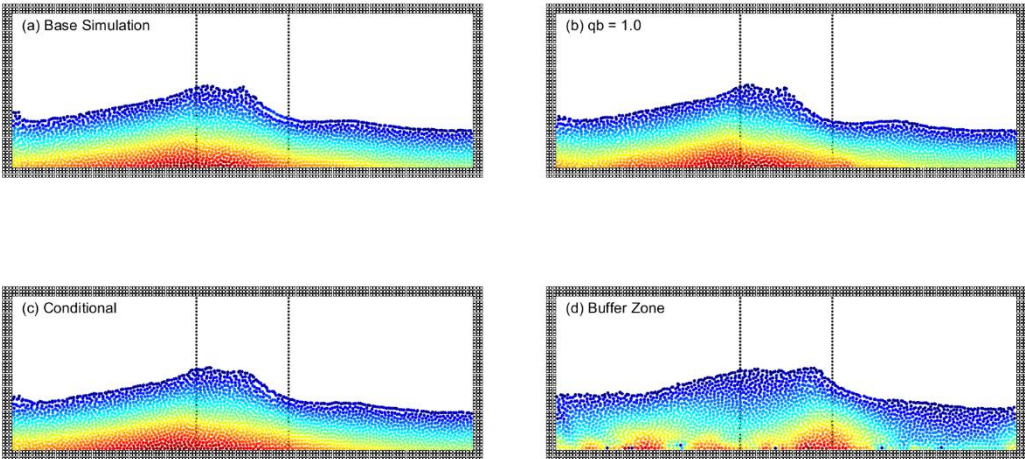 (a) Base Simulation
(b) qb = 1.0
(c) Conditional
(d) Buffer Zone